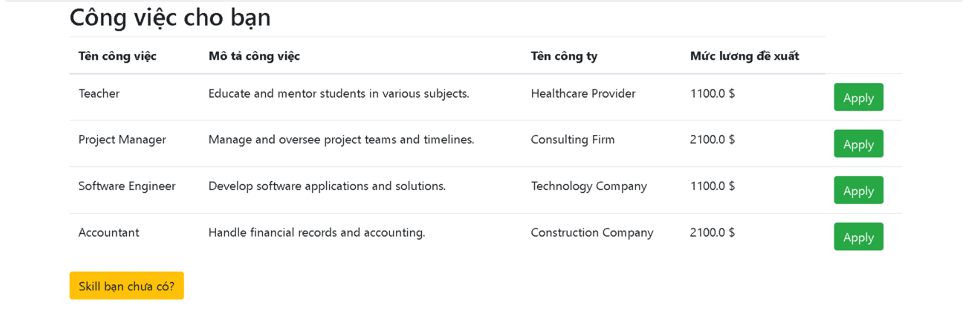 Công việc cho bạn
Tên công việc Mô tả công việc Tên công ty Mức lương đề xuất
Teacher Educate and mentor students in various subjects. Healthcare Provider 1100.0 $ Apply
Project Manager Manage and oversee project teams and timelines. Consulting Firm 2100.0 $ Apply
Software Engineer Develop software applications and solutions. Technology Company 1100.0 $ Apply
Accountant Handle financial records and accounting. Construction Company 2100.0 $ Apply
Skill bạn chưa có?